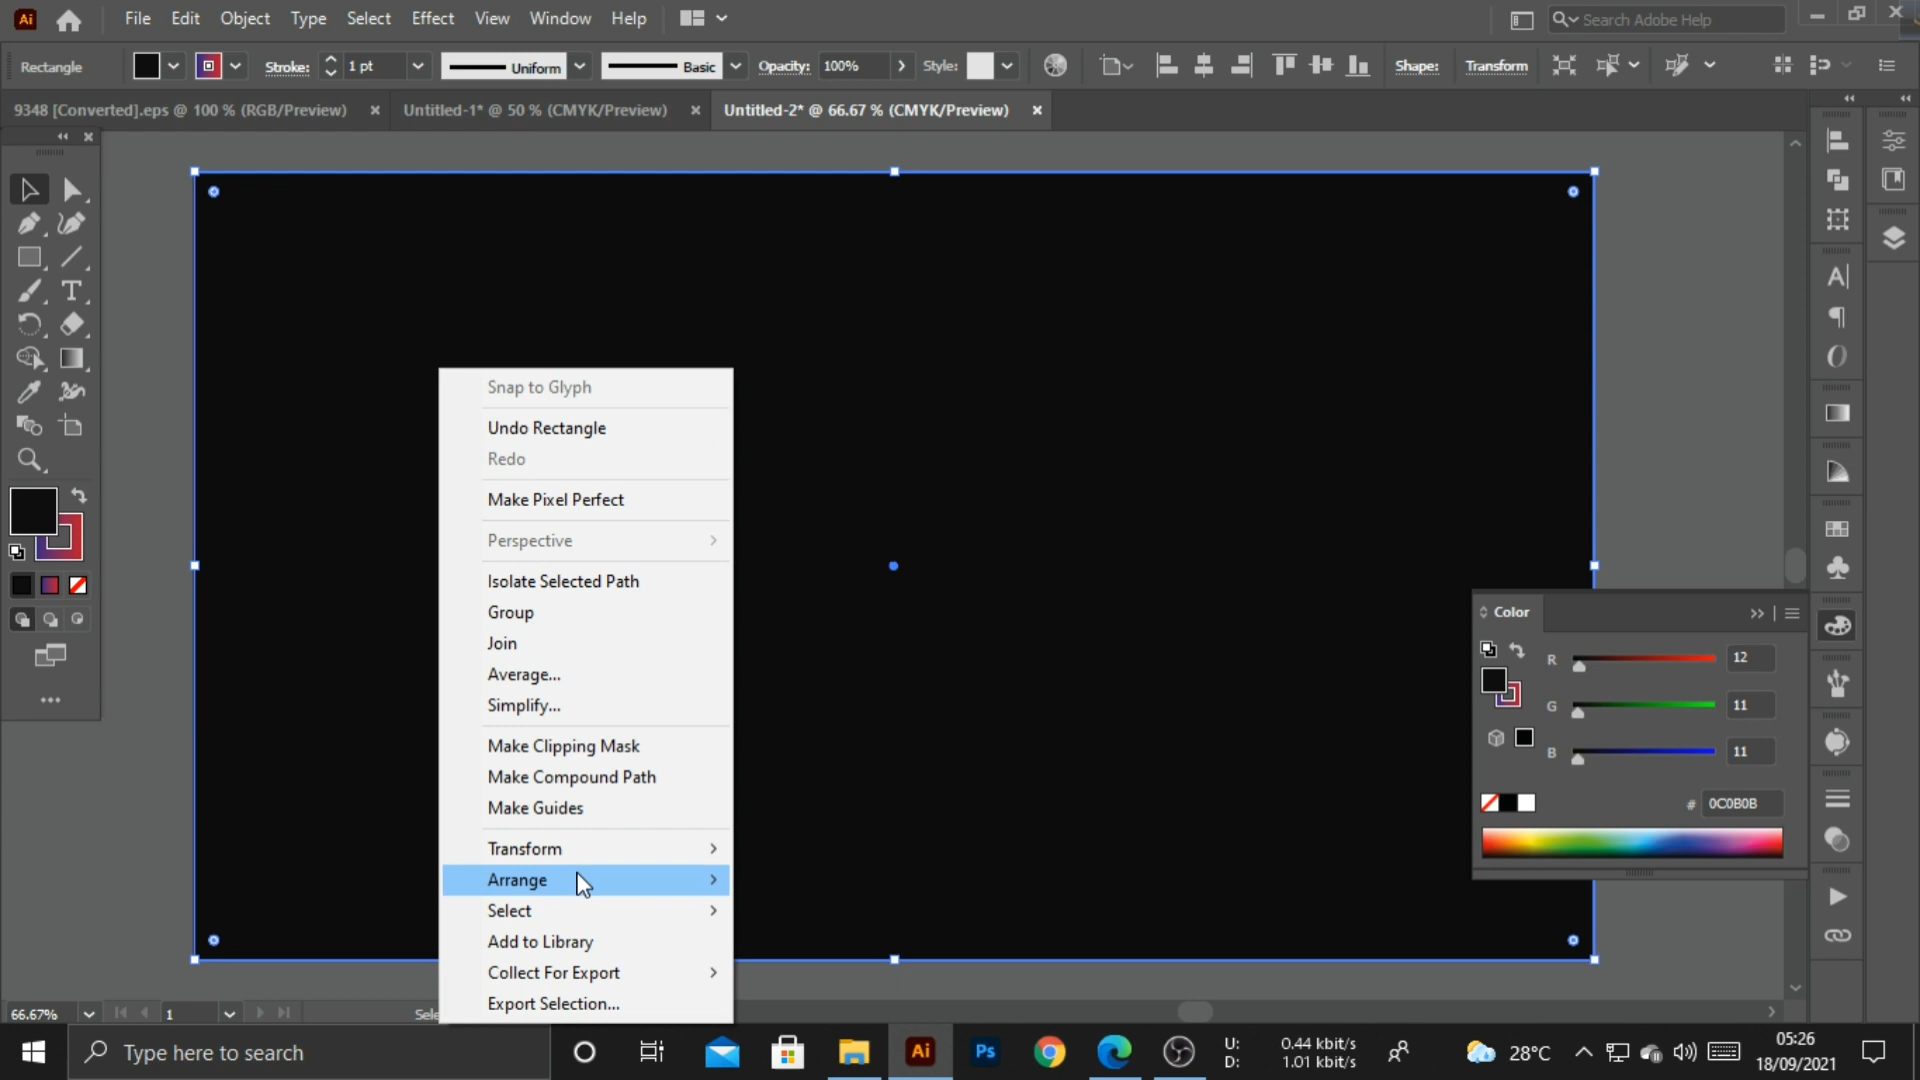 Ai File Edit Object Type Select Effect View Window Help Search Adobe Help
Rectangle Stroke: 1 pt Uniform Basic Opacity: 100% Style: Shape: Transform
9348 [Converted].eps @ 100 % (RGB/Preview) Untitled-1* @ 50 % (CMYK/Preview) Untitled-2* @ 66.67 % (CMYK/Preview)
Snap to Glyph
Undo Rectangle
Redo
Make Pixel Perfect
Perspective
Isolate Selected Path
Group
Join
Average...
Simplify...
Make Clipping Mask
Make Compound Path
Make Guides
Transform
Arrange
Select
Add to Library
Collect For Export
Export Selection...
Color
R 12
G 11
B 11
# 0C0B0B
66.67% 1 Sele
Type here to search Ai Ps U: 0.44 kbit/s 28°C 05:26
D: 1.01 kbit/s 18/09/2021